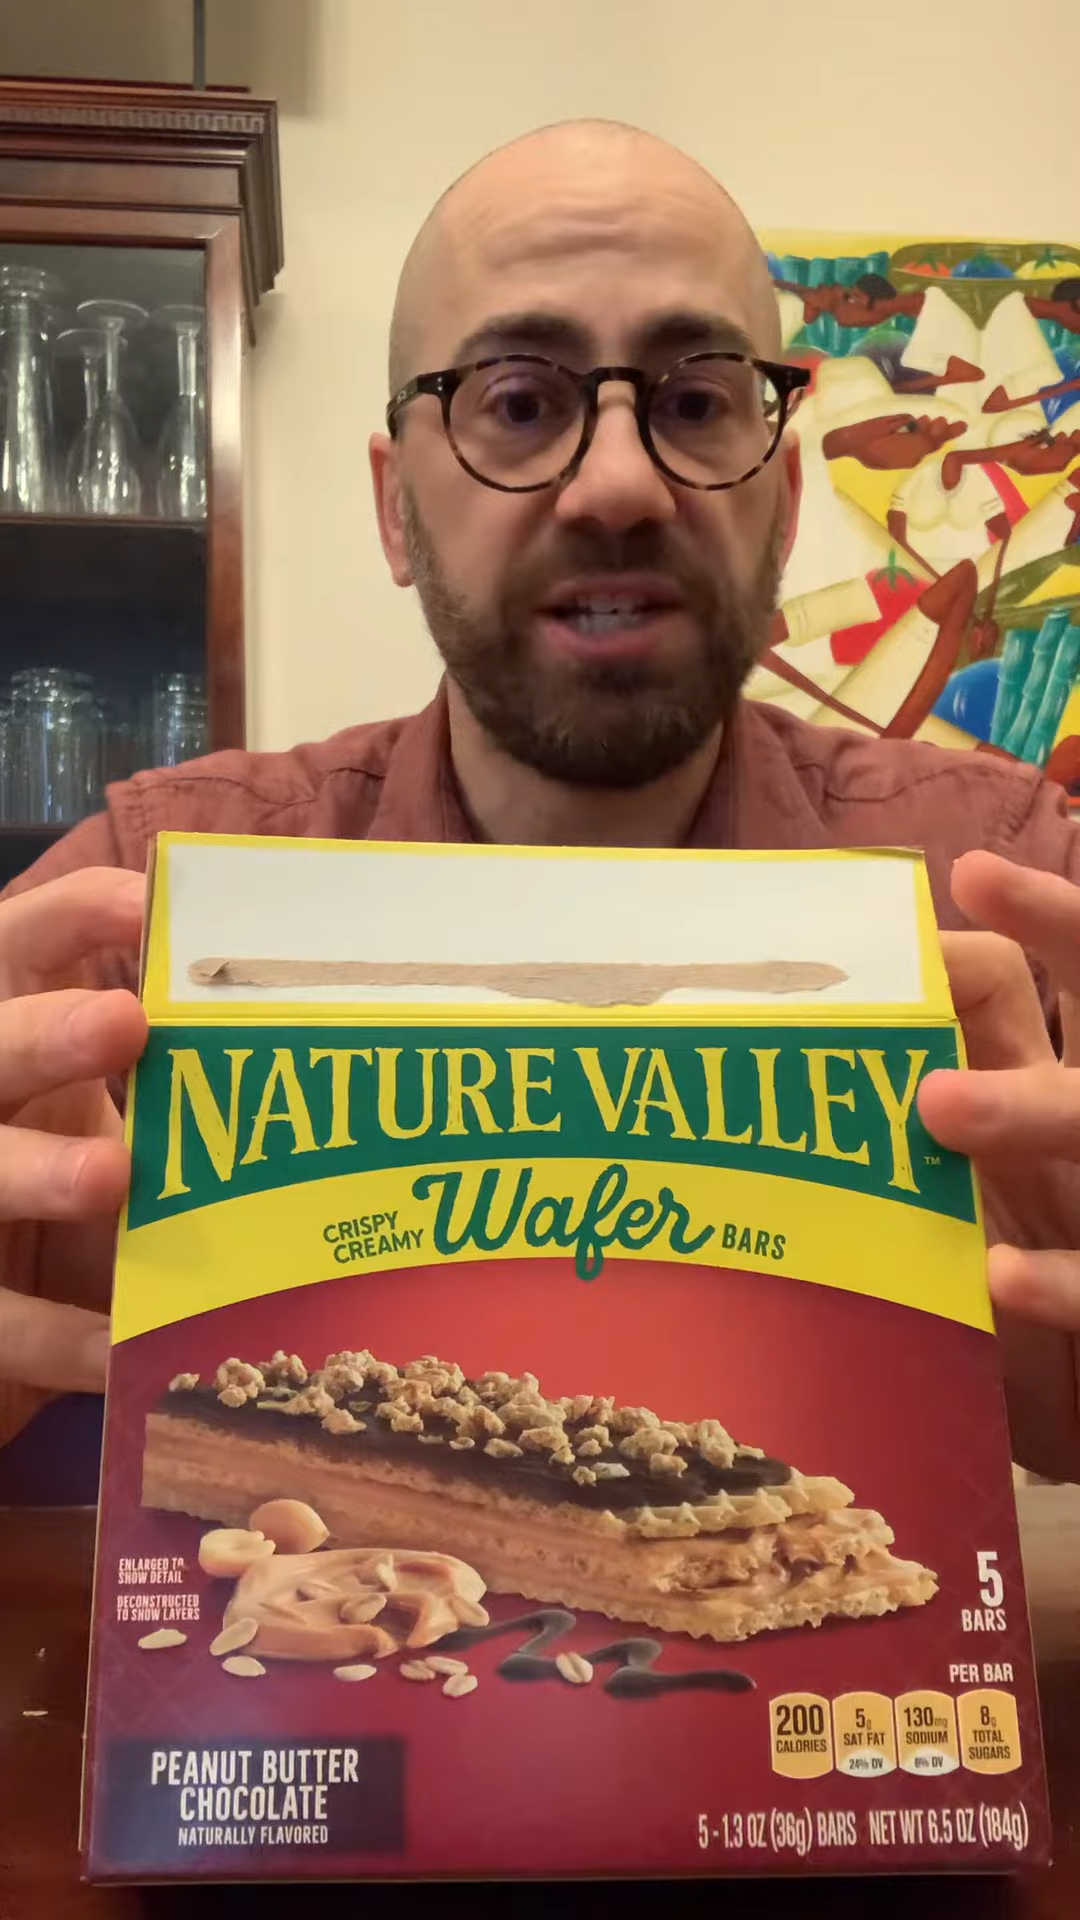 NATURE VALLEY™
CRISPY CREAMY Wafer BARS
ENLARGED TO
SHOW DETAIL
DECONSTRUCTED
TO SHOW LAYERS
5
BARS
PER BAR
200 CALORIES
5g SAT FAT 24% DV
130mg SODIUM 6% DV
8g TOTAL SUGARS
PEANUT BUTTER
CHOCOLATE
NATURALLY FLAVORED
5 - 1.3 OZ (36g) BARS NET WT 6.5 OZ (184g)